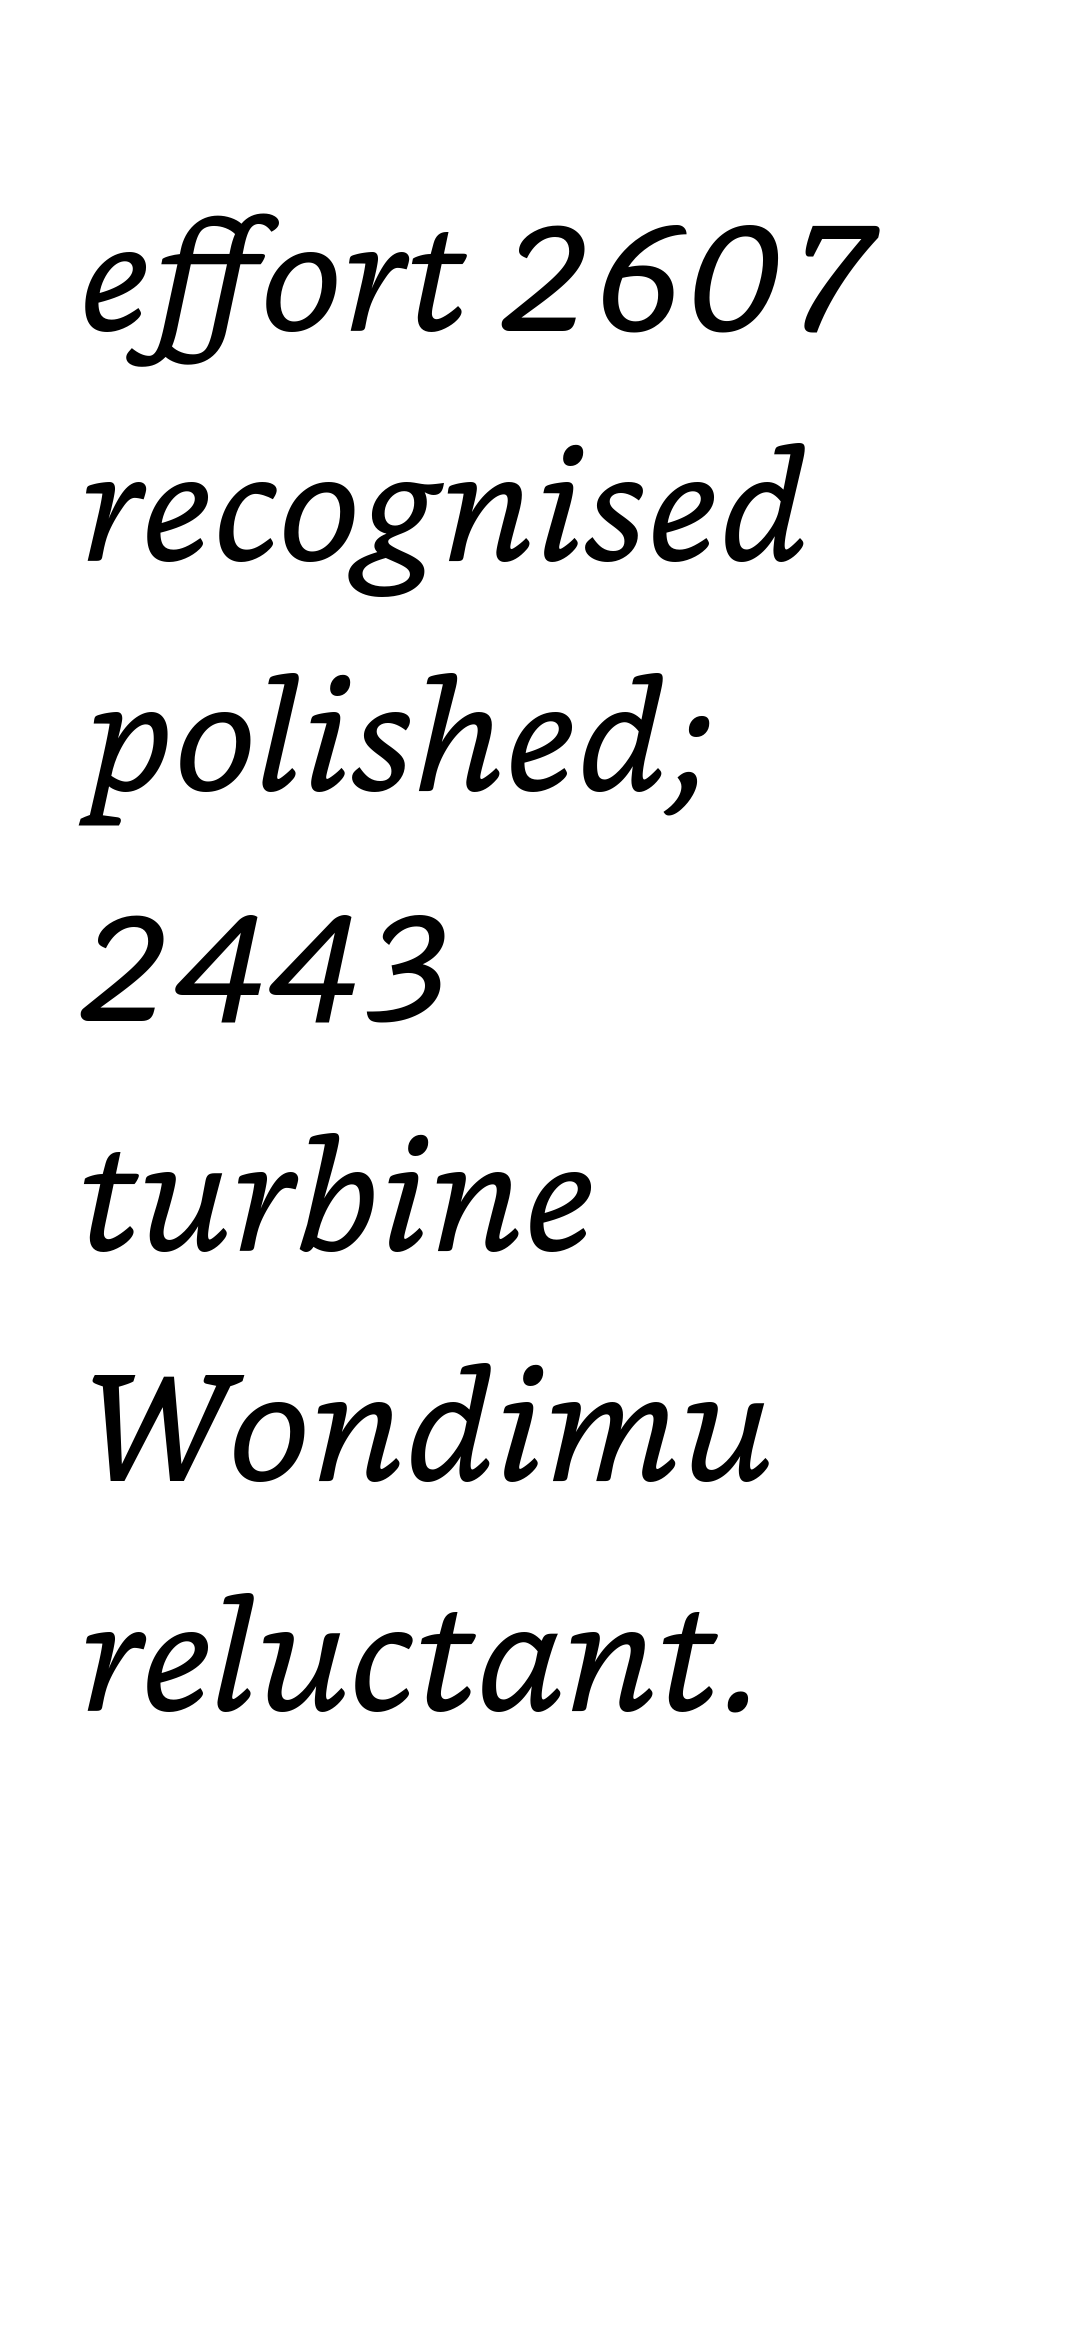 effort 2607
recognised
polished;
2443
turbine
Wondimu
reluctant.